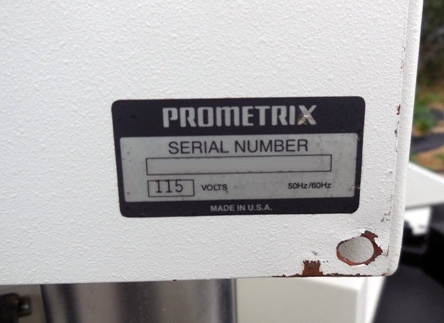 PROMETRIX
SERIAL NUMBER
115 VOLTS 50Hz/60Hz
MADE IN U.S.A.